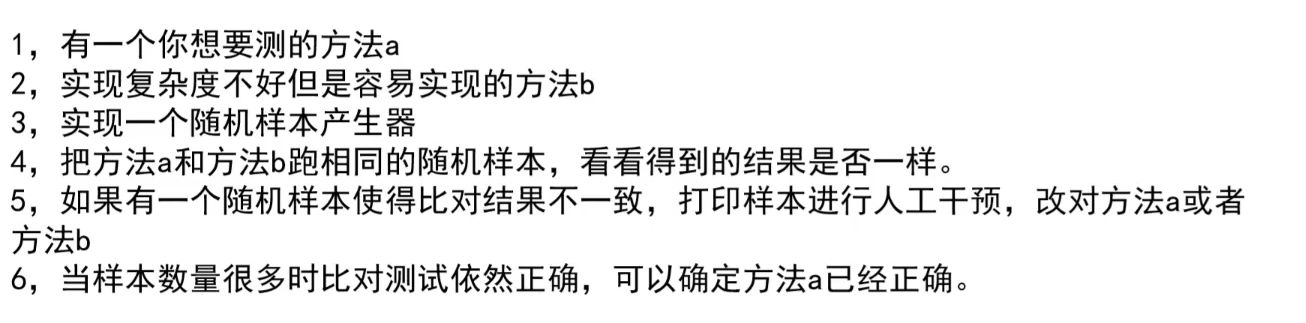 1，有一个你想要测的方法a
2，实现复杂度不好但是容易实现的方法b
3，实现一个随机样本产生器
4，把方法a和方法b跑相同的随机样本，看看得到的结果是否一样。
5，如果有一个随机样本使得比对结果不一致，打印样本进行人工干预，改对方法a或者
方法b
6，当样本数量很多时比对测试依然正确，可以确定方法a已经正确。